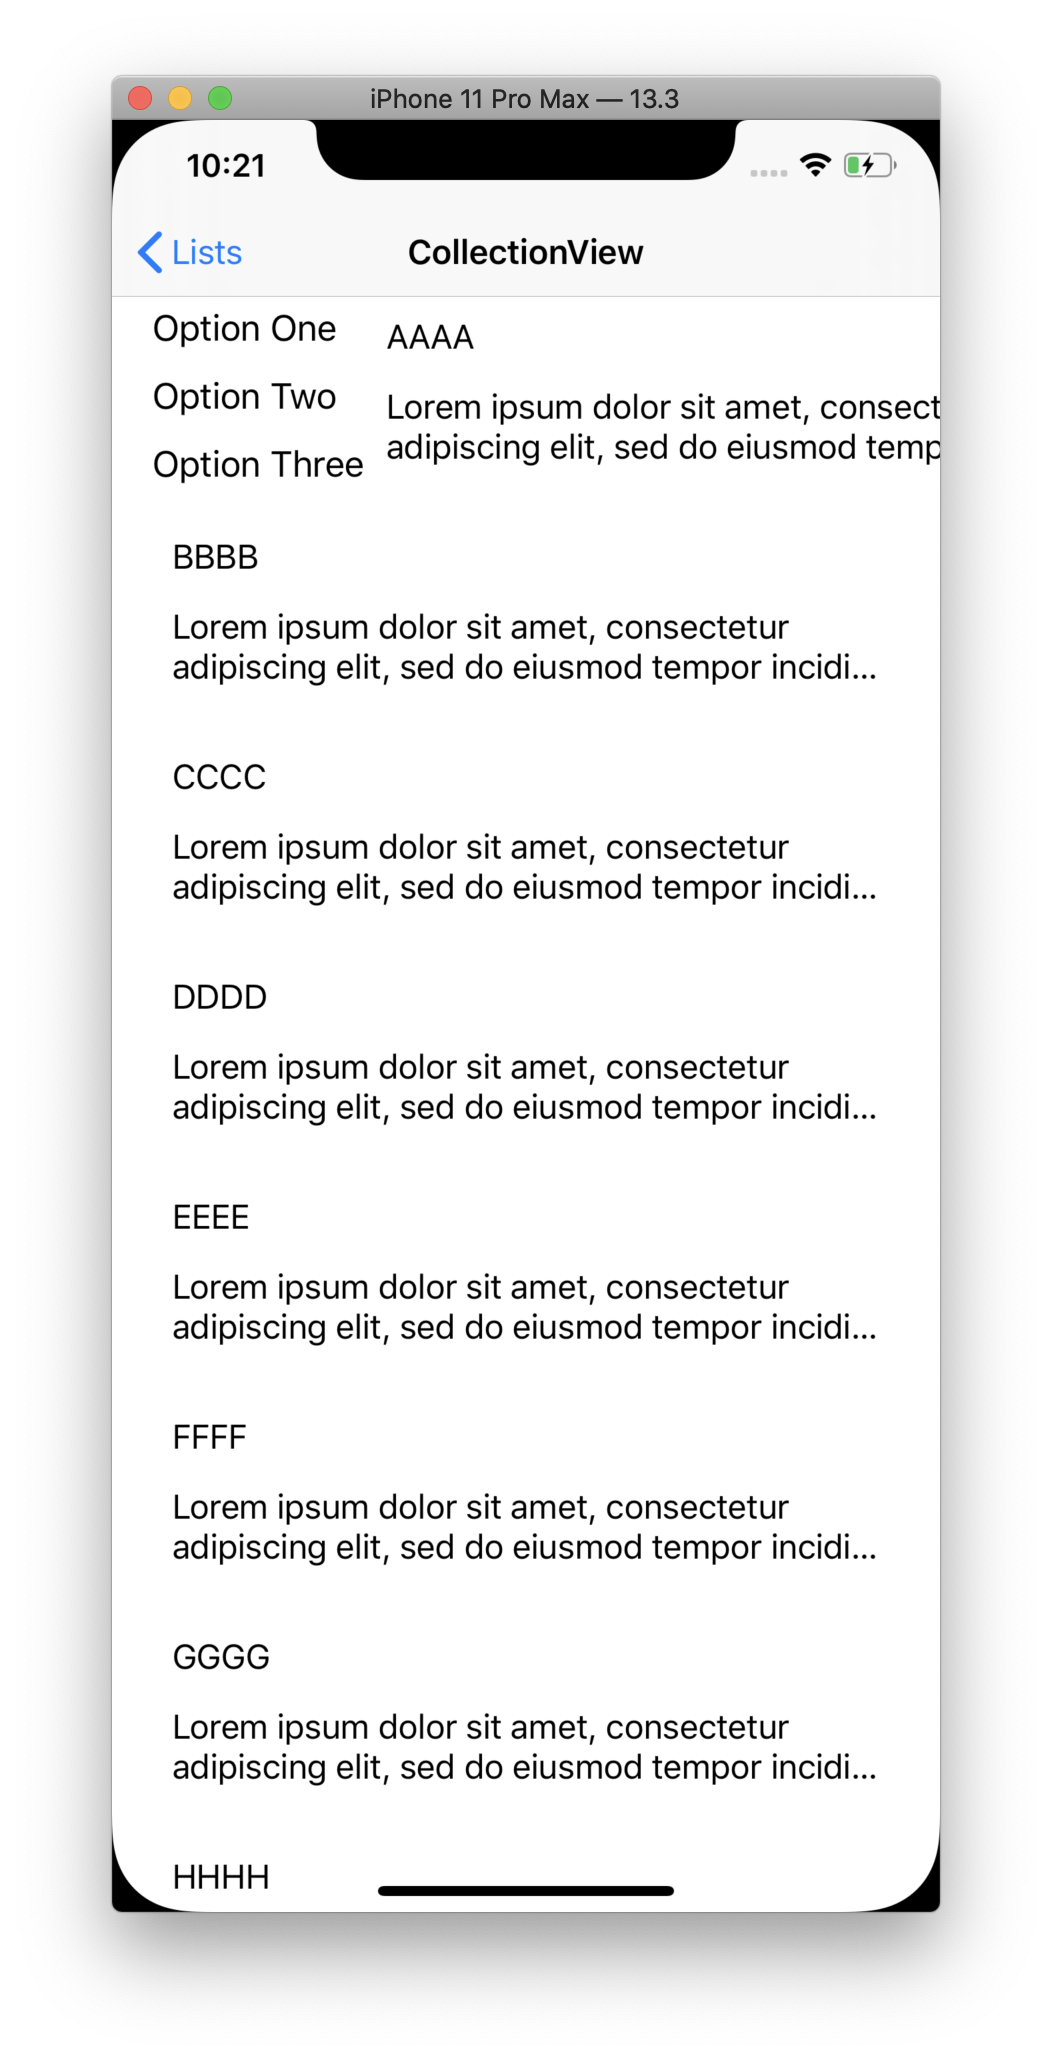 iPhone 11 Pro Max — 13.3
10:21
Lists
CollectionView
Option One
Option Two
Option Three
AAAA
Lorem ipsum dolor sit amet, consect
adipiscing elit, sed do eiusmod temp
BBBB
Lorem ipsum dolor sit amet, consectetur
adipiscing elit, sed do eiusmod tempor incidi...
CCCC
Lorem ipsum dolor sit amet, consectetur
adipiscing elit, sed do eiusmod tempor incidi...
DDDD
Lorem ipsum dolor sit amet, consectetur
adipiscing elit, sed do eiusmod tempor incidi...
EEEE
Lorem ipsum dolor sit amet, consectetur
adipiscing elit, sed do eiusmod tempor incidi...
FFFF
Lorem ipsum dolor sit amet, consectetur
adipiscing elit, sed do eiusmod tempor incidi...
GGGG
Lorem ipsum dolor sit amet, consectetur
adipiscing elit, sed do eiusmod tempor incidi...
HHHH